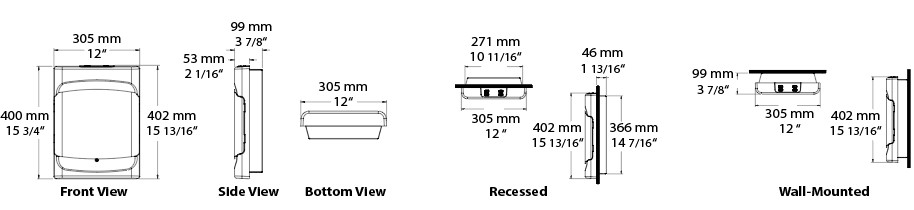 305 mm
12“
400 mm
15 3/4“
402 mm
15 13/16“
Front View
99 mm
3 7/8“
53 mm
2 1/16“
Side View
305 mm
12“
Bottom View
271 mm
10 11/16“
305 mm
12 “
46 mm
1 13/16“
402 mm
15 13/16“
366 mm
14 7/16“
Recessed
99 mm
3 7/8“
305 mm
12 “
402 mm
15 13/16“
Wall-Mounted